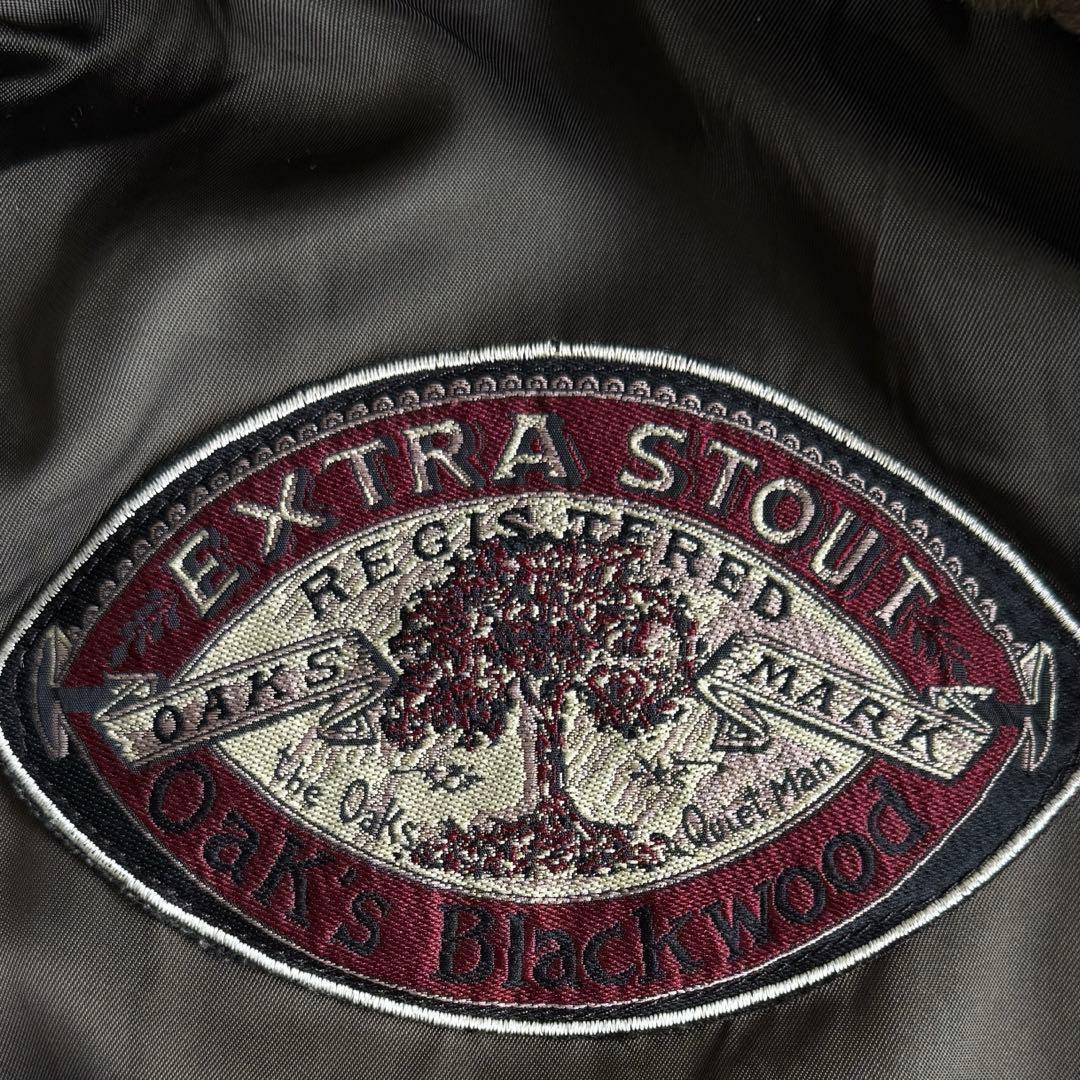 EXTRA STOUT
REGISTERED
OAKS MARK
The Oaks Quiet Man
Oak's Blackwood